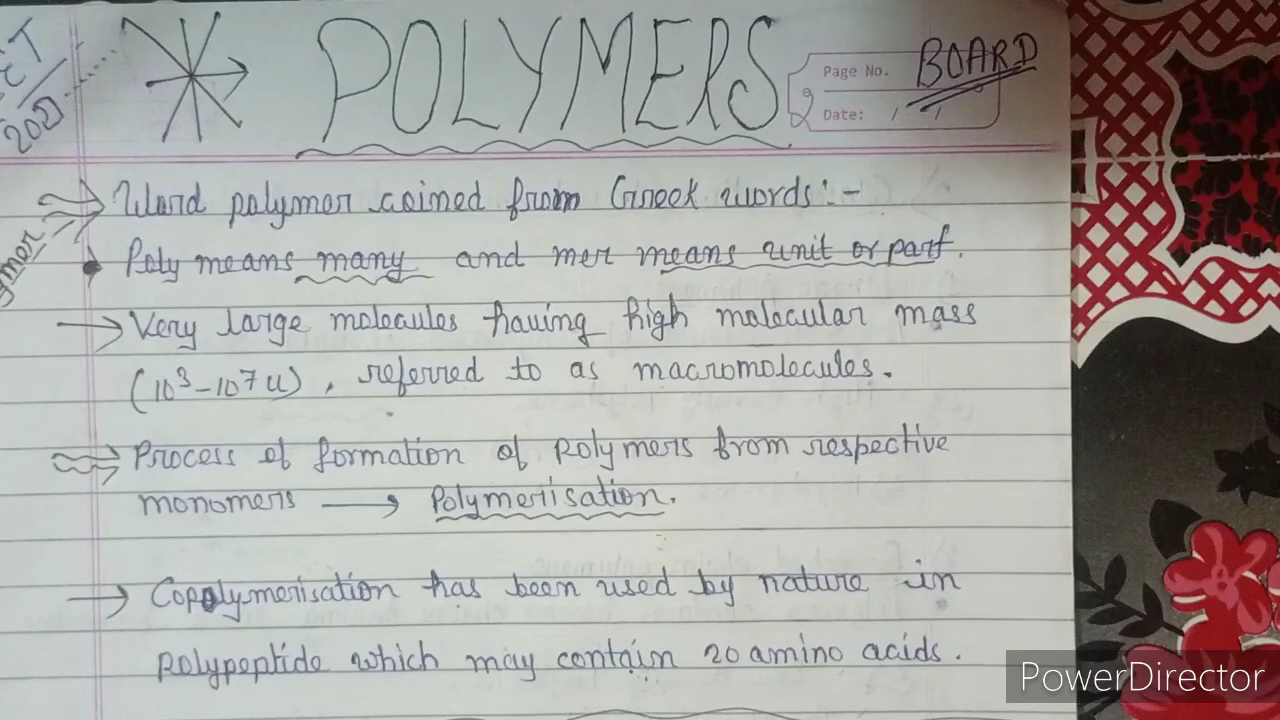 POLYMERS
Page No. BOARD
Date:
2021
Word polymer coined from Greek words:-
Poly means many and mer means unit or part.
Very large molecules having high molecular mass
(10³-10⁷u), referred to as macromolecules.
Process of formation of polymers from respective
monomers → Polymerisation.
→ Copolymerisation has been used by nature in
polypeptide which may contain 20 amino acids.
PowerDirector